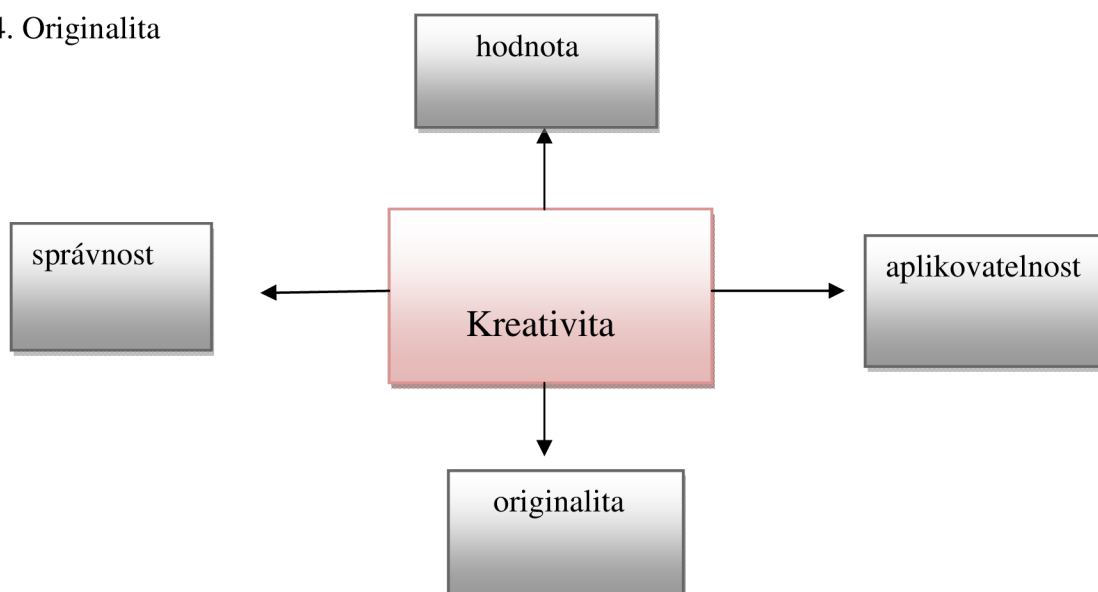 4. Originalita
hodnota
správnost
aplikovatelnost
Kreativita
originalita